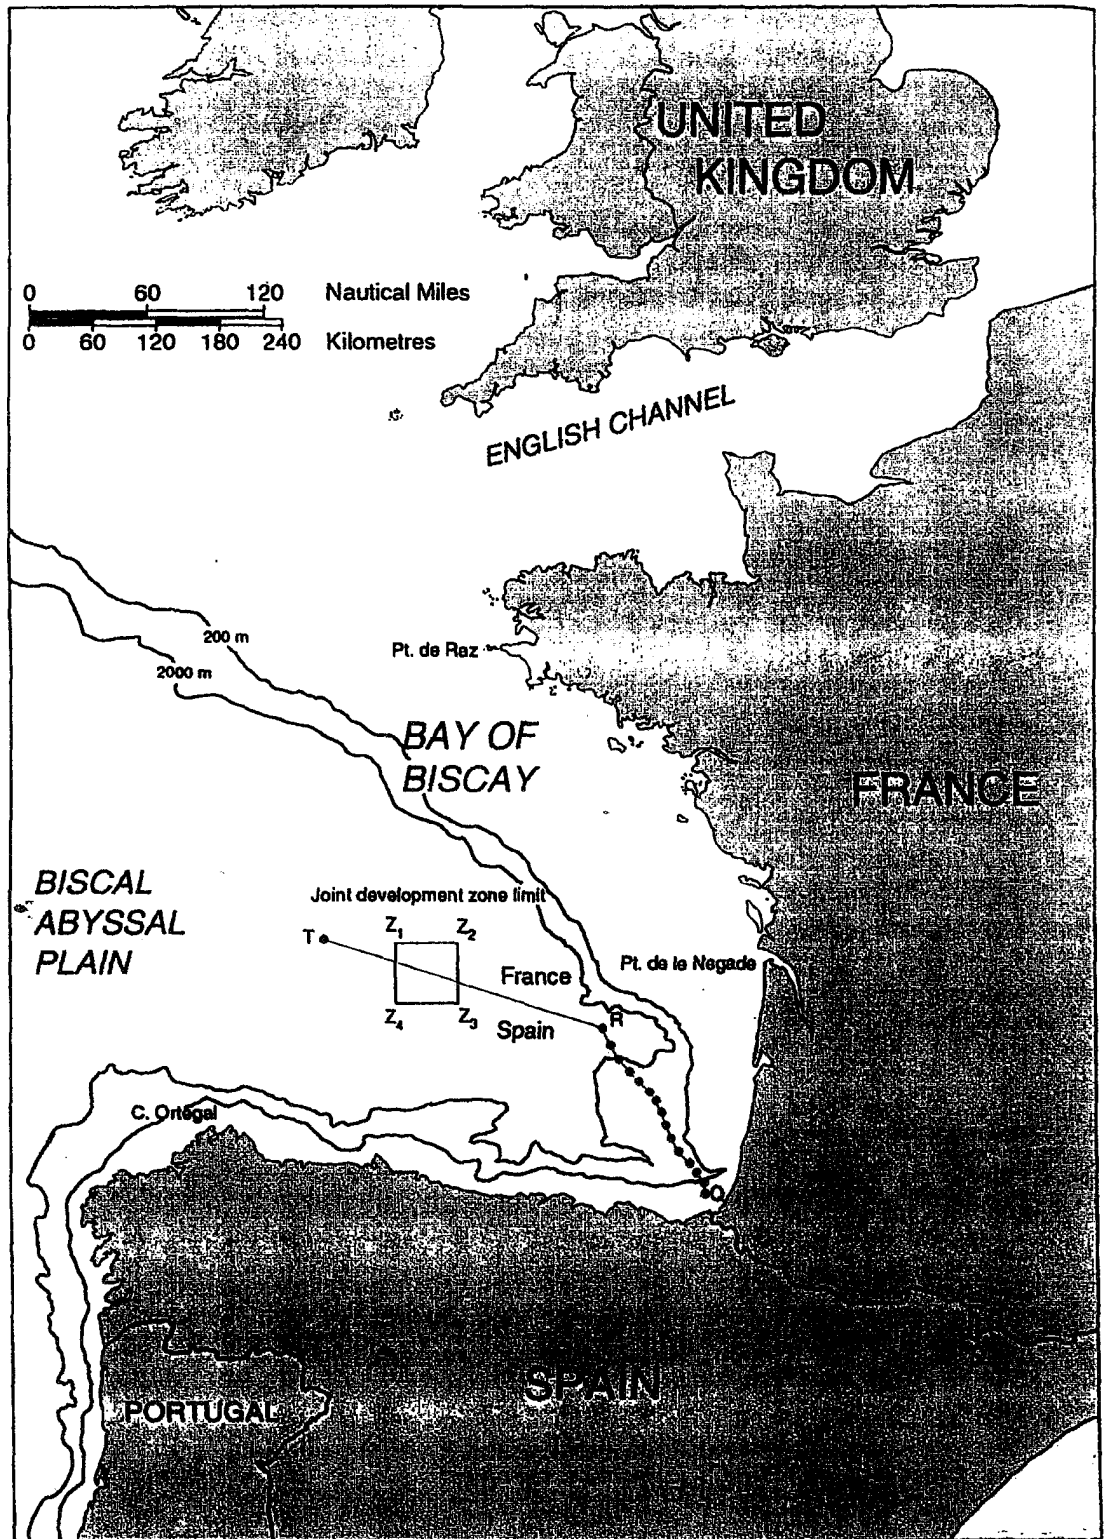 UNITED
KINGDOM
0 60 120 Nautical Miles
0 60 120 180 240 Kilometres
ENGLISH CHANNEL
200 m
Pt. de Raz
2000 m
BAY OF
BISCAY
FRANCE
BISCAL
ABYSSAL
PLAIN
Joint development zone limit
Z1 Z2
T
France
Pt. de le Negade
Z4 Z3
R
Spain
C. Ortegal
Q
SPAIN
PORTUGAL